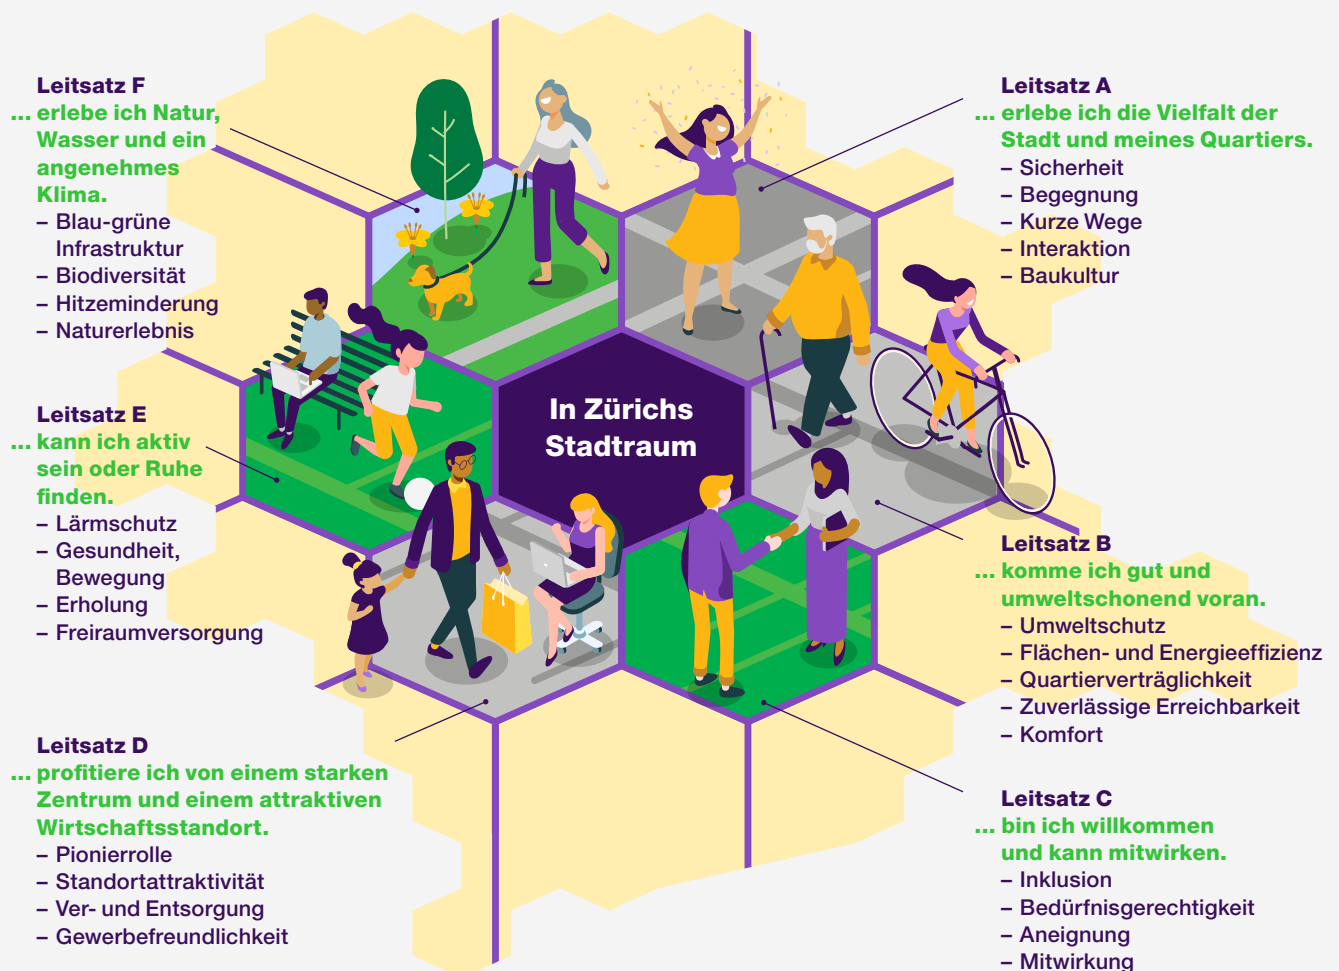 Leitsatz F
... erlebe ich Natur,
Wasser und ein
angenehmes
Klima.
– Blau-grüne
Infrastruktur
– Biodiversität
– Hitzeminderung
– Naturerlebnis
Leitsatz A
... erlebe ich die Vielfalt der
Stadt und meines Quartiers.
– Sicherheit
– Begegnung
– Kurze Wege
– Interaktion
– Baukultur
In Zürichs
Stadtraum
Leitsatz E
... kann ich aktiv
sein oder Ruhe
finden.
– Lärmschutz
– Gesundheit,
Bewegung
– Erholung
– Freiraumversorgung
Leitsatz B
... komme ich gut und
umweltschonend voran.
– Umweltschutz
– Flächen- und Energieeffizienz
– Quartierverträglichkeit
– Zuverlässige Erreichbarkeit
– Komfort
Leitsatz D
... profitiere ich von einem starken
Zentrum und einem attraktiven
Wirtschaftsstandort.
– Pionierrolle
– Standortattraktivität
– Ver- und Entsorgung
– Gewerbefreundlichkeit
Leitsatz C
... bin ich willkommen
und kann mitwirken.
– Inklusion
– Bedürfnisgerechtigkeit
– Aneignung
– Mitwirkung